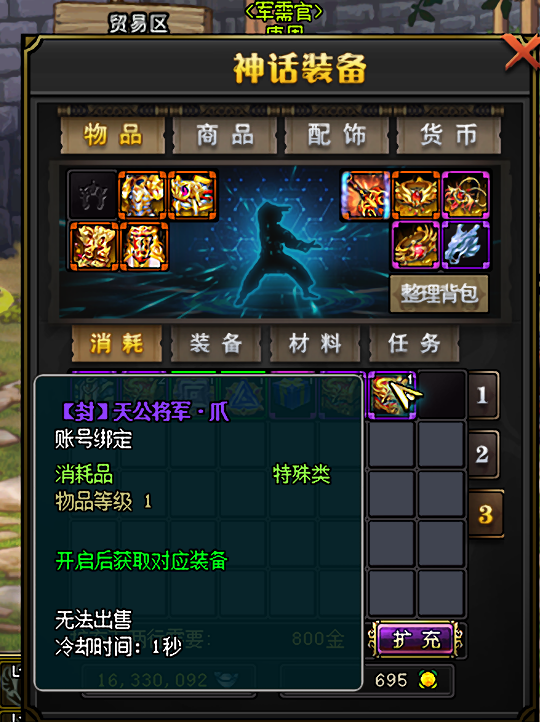 贸易区
<军需官>
神话装备
物品 商品 配饰 货币
整理背包
消耗 装备 材料 任务
1
【封】天公将军·爪
账号绑定
2
消耗品 特殊类
物品等级 1
3
开启后获取对应装备
无法出售
两行需要: 800金 扩充
冷却时间: 1秒
16,330,092 695